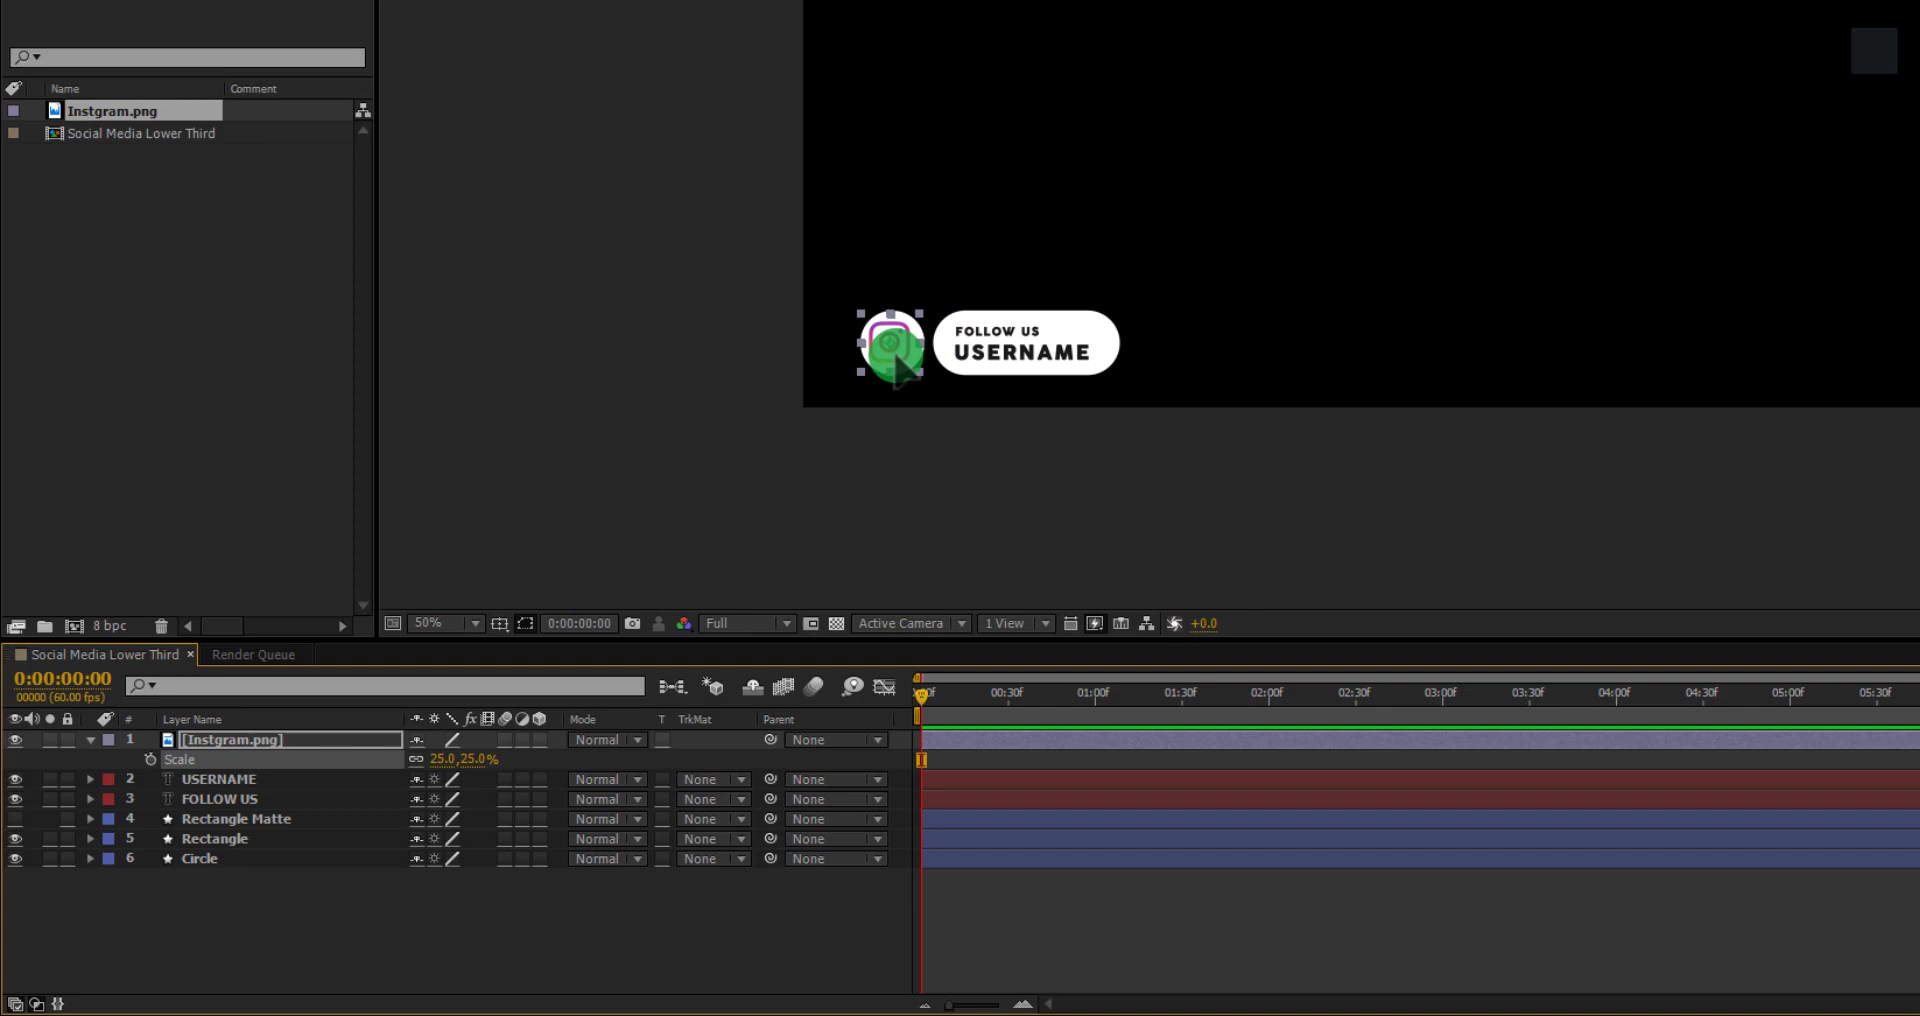 Name Comment
Instgram.png
Social Media Lower Third
FOLLOW US
USERNAME
8 bpc
50% 0:00:00:00 Full Active Camera 1 View +0.0
Social Media Lower Third × Render Queue
0:00:00:00
00000 (60.00 fps)
00:30f 01:00f 01:30f 02:00f 02:30f 03:00f 03:30f 04:00f 04:30f 05:00f 05:30f
# Layer Name fx Mode T TrkMat Parent
1 [Instgram.png] Normal None
Scale 25.0,25.0%
2 T USERNAME Normal None None
3 T FOLLOW US Normal None None
4 Rectangle Matte Normal None None
5 Rectangle Normal None None
6 Circle Normal None None